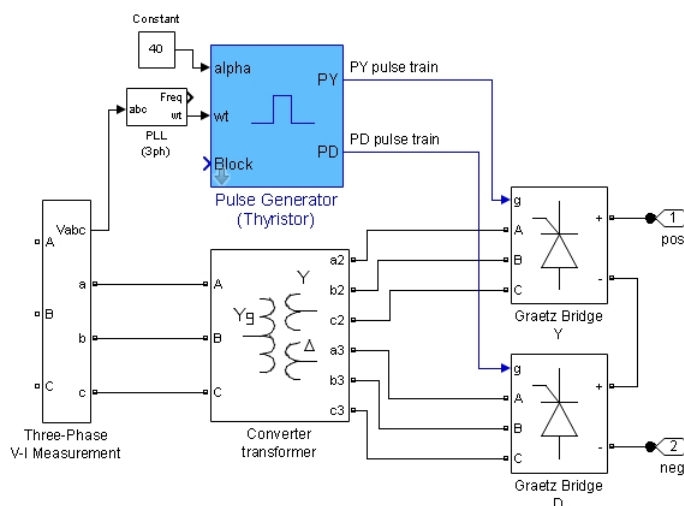 Constant
40
alpha
PY
PY pulse train
Freq
abc
wt
PLL
(3ph)
wt
PD
PD pulse train
Block
Pulse Generator
(Thyristor)
Vabc
A
a
B
b
C
c
Three-Phase
V-I Measurement
A
B
C
Yg
Y
Δ
a2
b2
c2
a3
b3
c3
Converter
transformer
g
A
B
C
+
-
Graetz Bridge
Y
1
pos
g
A
B
C
+
-
Graetz Bridge
D
2
neg